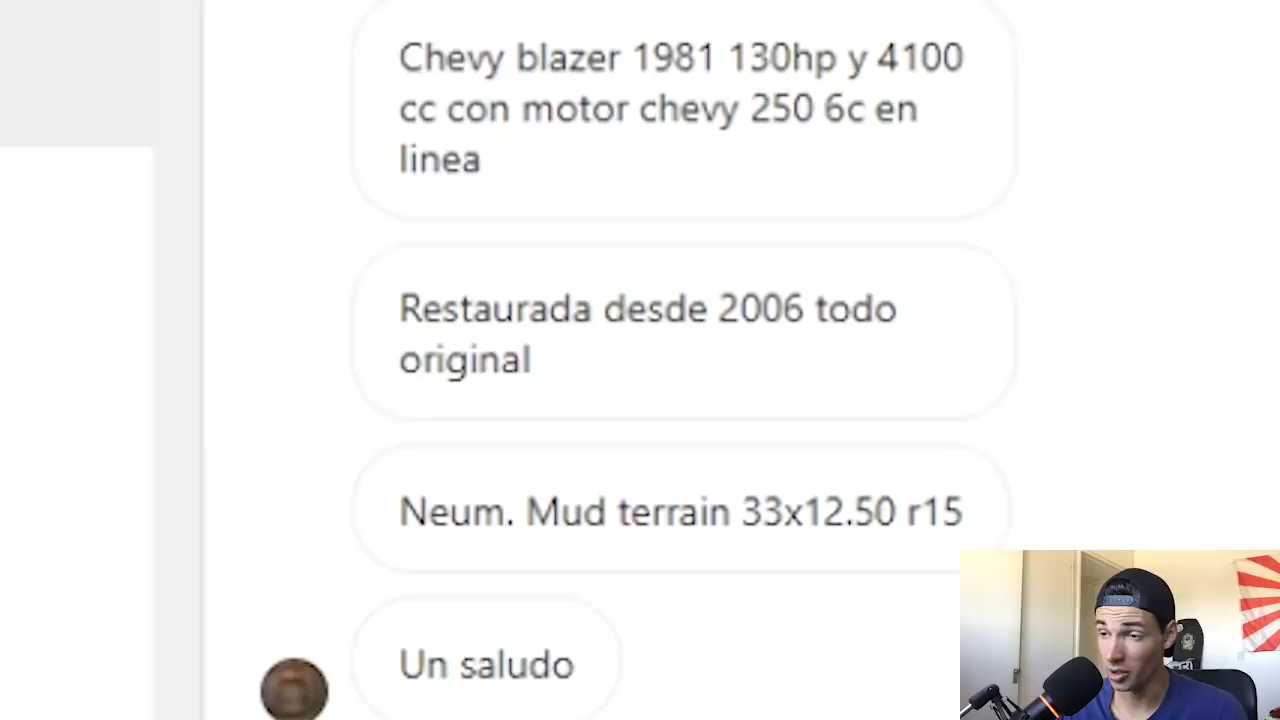 Chevy blazer 1981 130hp y 4100
cc con motor chevy 250 6c en
linea
Restaurada desde 2006 todo
original
Neum. Mud terrain 33x12.50 r15
Un saludo